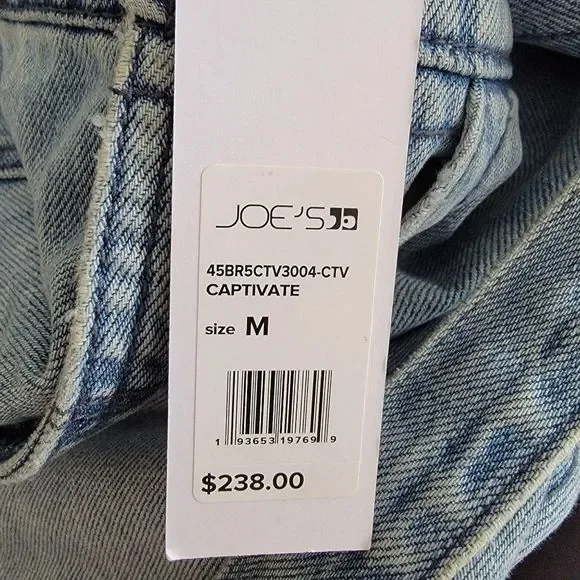 JOE'S
45BR5CTV3004-CTV
CAPTIVATE
size M
1 93653 19769 9
$238.00